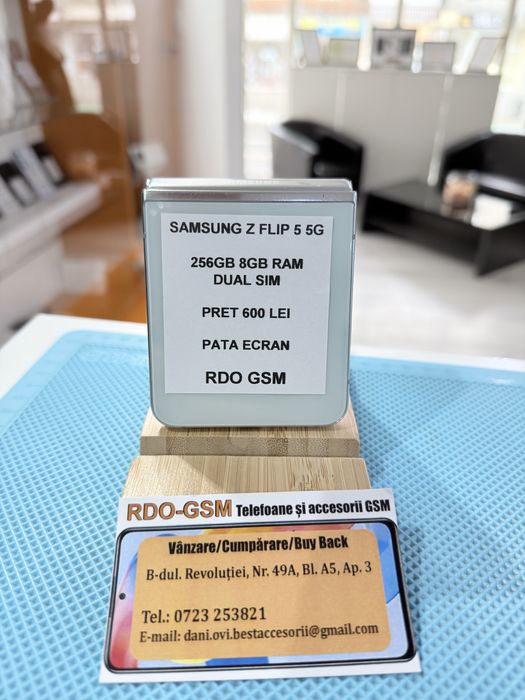 SAMSUNG Z FLIP 5 5G
256GB 8GB RAM
DUAL SIM
PRET 600 LEI
PATA ECRAN
RDO GSM
RDO-GSM Telefoane și accesorii GSM
Vânzare/Cumpărare/Buy Back
B-dul. Revoluției, Nr. 49A, Bl. A5, Ap. 3
Tel.: 0723 253821
E-mail: dani.ovi.bestaccesorii@gmail.com